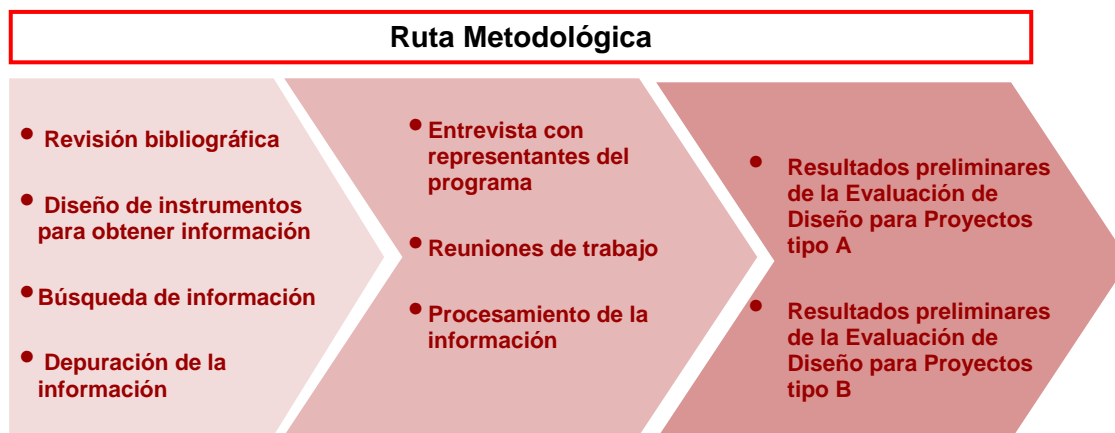 Ruta Metodológica
• Revisión bibliográfica
• Diseño de instrumentos
para obtener información
• Búsqueda de información
• Depuración de la
información
• Entrevista con
representantes del
programa
• Reuniones de trabajo
• Procesamiento de la
información
• Resultados preliminares
de la Evaluación de
Diseño para Proyectos
tipo A
• Resultados preliminares
de la Evaluación de
Diseño para Proyectos
tipo B